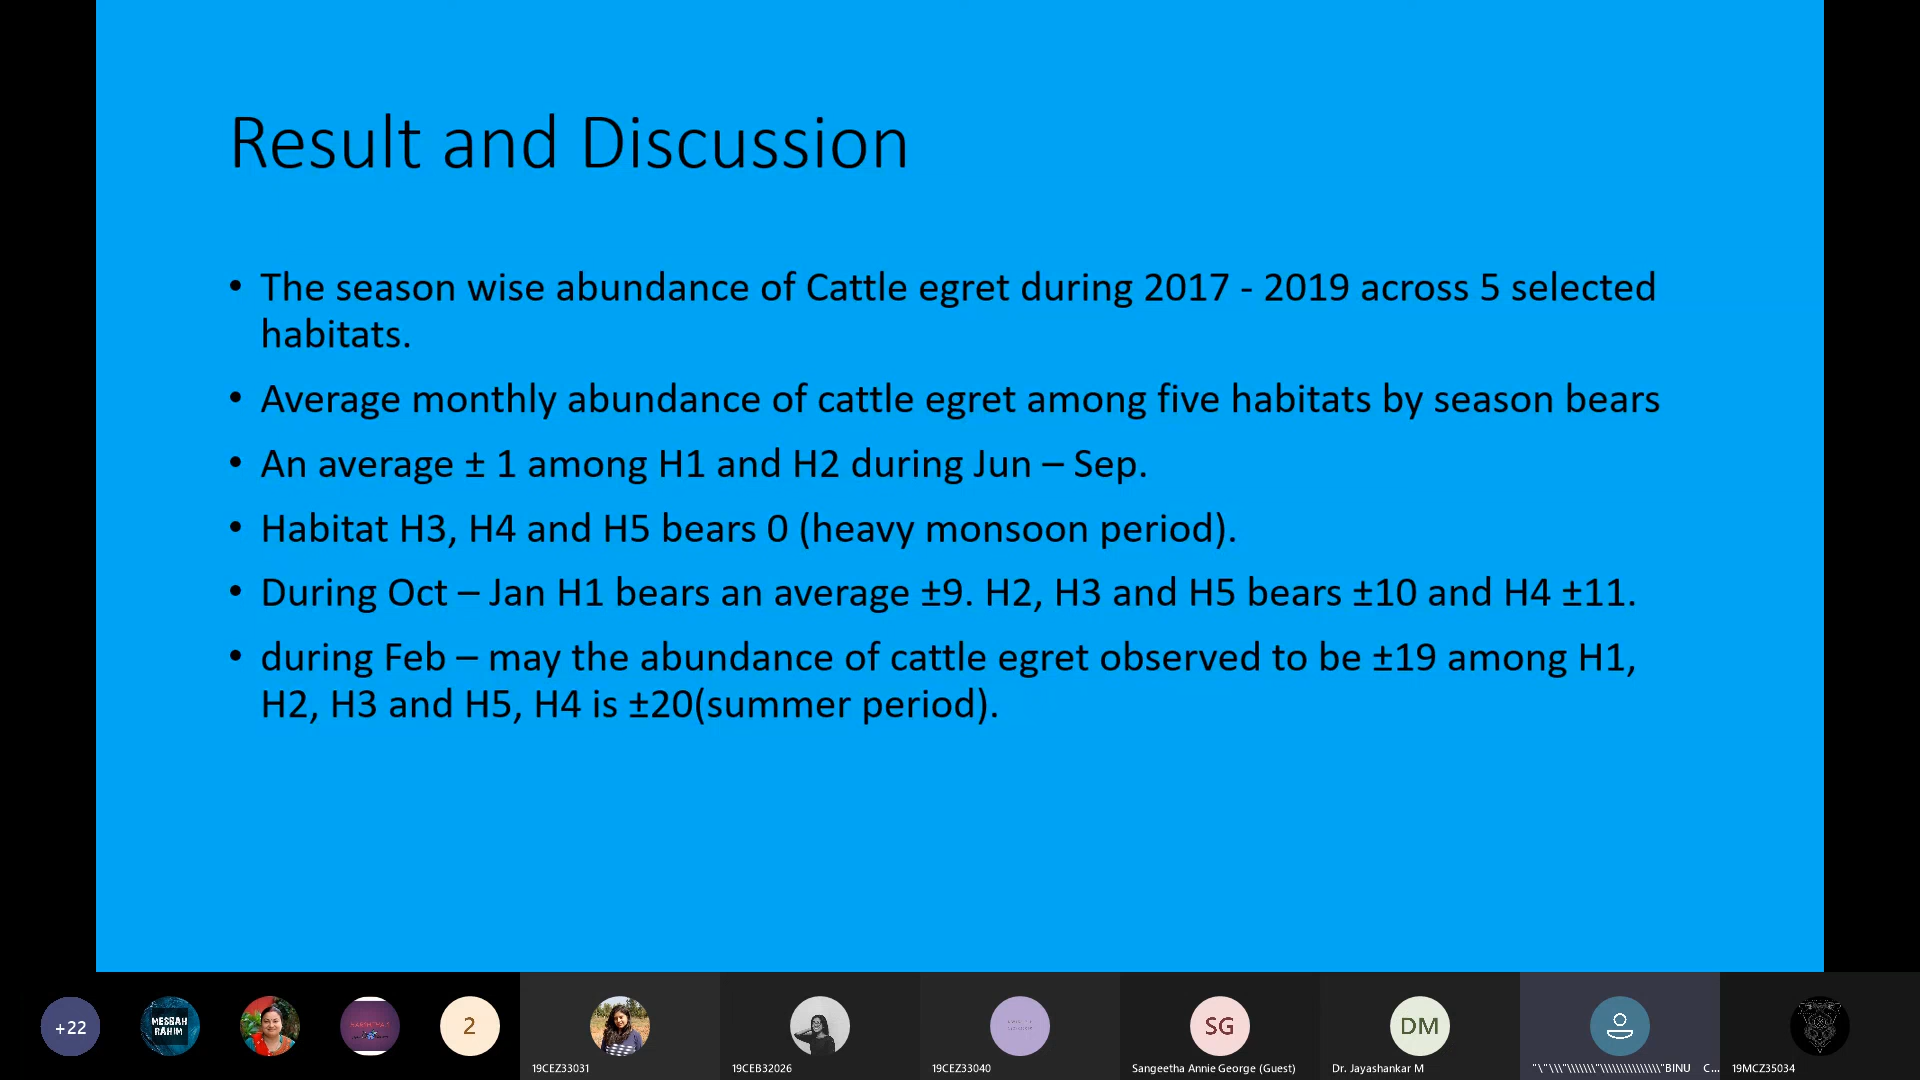 Result and Discussion
• The season wise abundance of Cattle egret during 2017 - 2019 across 5 selected
habitats.
• Average monthly abundance of cattle egret among five habitats by season bears
• An average ± 1 among H1 and H2 during Jun – Sep.
• Habitat H3, H4 and H5 bears 0 (heavy monsoon period).
• During Oct – Jan H1 bears an average ±9. H2, H3 and H5 bears ±10 and H4 ±11.
• during Feb – may the abundance of cattle egret observed to be ±19 among H1,
H2, H3 and H5, H4 is ±20(summer period).
+22
MESBAH
RAHIM
2
SG
DM
19CEZ33031
19CEB32026
19CEZ33040
Sangeetha Annie George (Guest)
Dr. Jayashankar M
"\"\\\"\\\\\\\"\\\\\\\\\\\\\\\"BINU C...
19MCZ35034